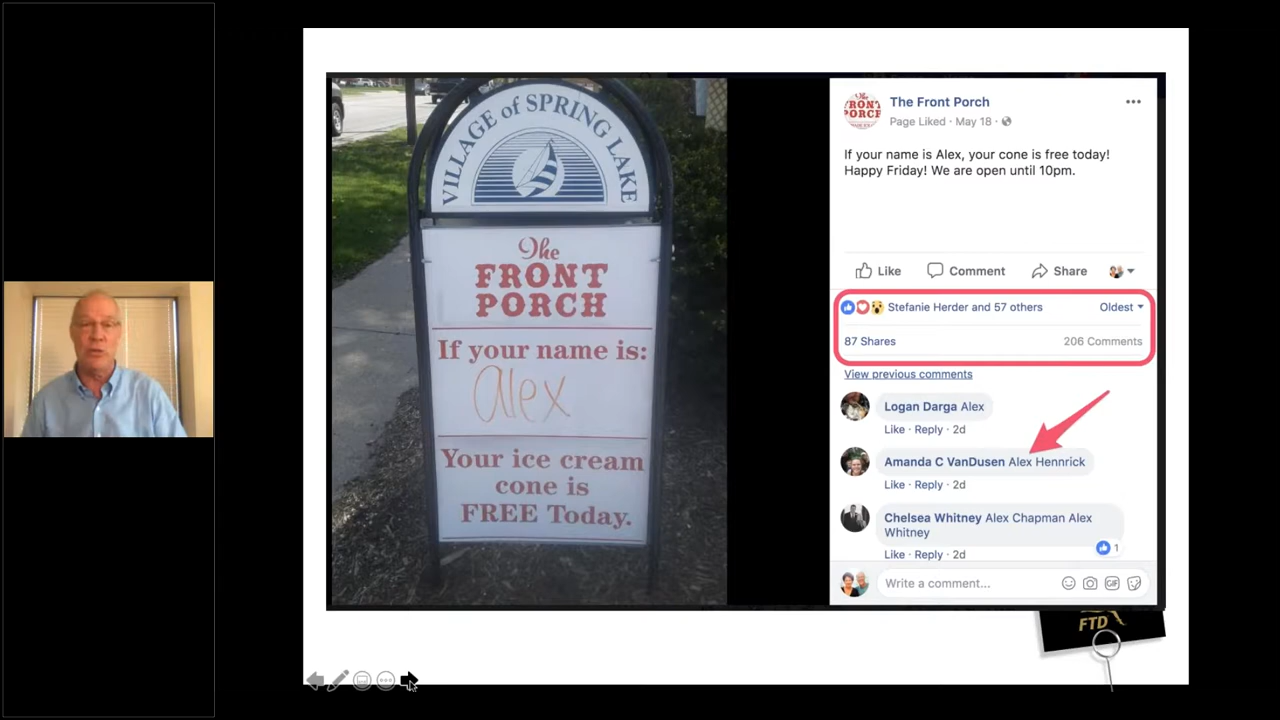 VILLAGE of SPRING LAKE
The
FRONT
PORCH
If your name is:
alex
Your ice cream
cone is
FREE Today.
The
FRONT
PORCH
The Front Porch
Page Liked · May 18 ·
If your name is Alex, your cone is free today!
Happy Friday! We are open until 10pm.
Like Comment Share
Stefanie Herder and 57 others Oldest
87 Shares 206 Comments
View previous comments
Logan Darga Alex
Like · Reply · 2d
Amanda C VanDusen Alex Hennrick
Like · Reply · 2d
Chelsea Whitney Alex Chapman Alex
Whitney
1
Like · Reply · 2d
Write a comment...
GIF
FTD